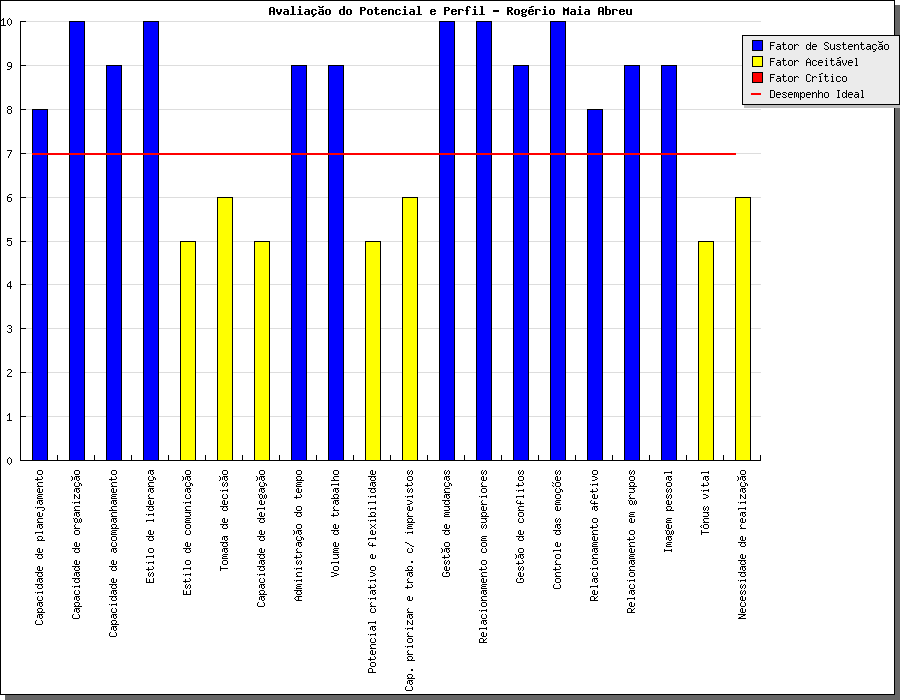 Avaliação do Potencial e Perfil - Rogério Maia Abreu
Fator de Sustentação
Fator Aceitável
Fator Crítico
Desempenho Ideal
10
9
8
7
6
5
4
3
2
1
0
Capacidade de planejamento
Capacidade de organização
Capacidade de acompanhamento
Estilo de liderança
Estilo de comunicação
Tomada de decisão
Capacidade de delegação
Administração do tempo
Volume de trabalho
Potencial criativo e flexibilidade
Cap. priorizar e trab. c/ imprevistos
Gestão de mudanças
Relacionamento com superiores
Gestão de conflitos
Controle das emoções
Relacionamento afetivo
Relacionamento em grupos
Imagem pessoal
Tônus vital
Necessidade de realização